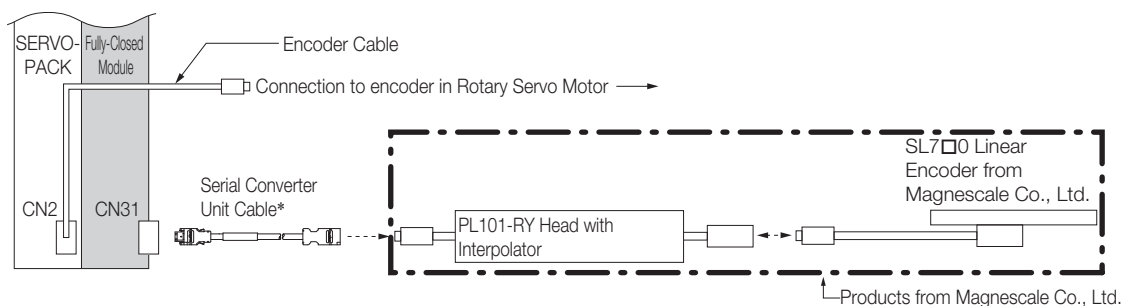 SERVO-
PACK
Fully-Closed
Module
Encoder Cable
Connection to encoder in Rotary Servo Motor
SL7□0 Linear
Encoder from
Magnescale Co., Ltd.
Serial Converter
Unit Cable*
CN2
CN31
PL101-RY Head with
Interpolator
Products from Magnescale Co., Ltd.